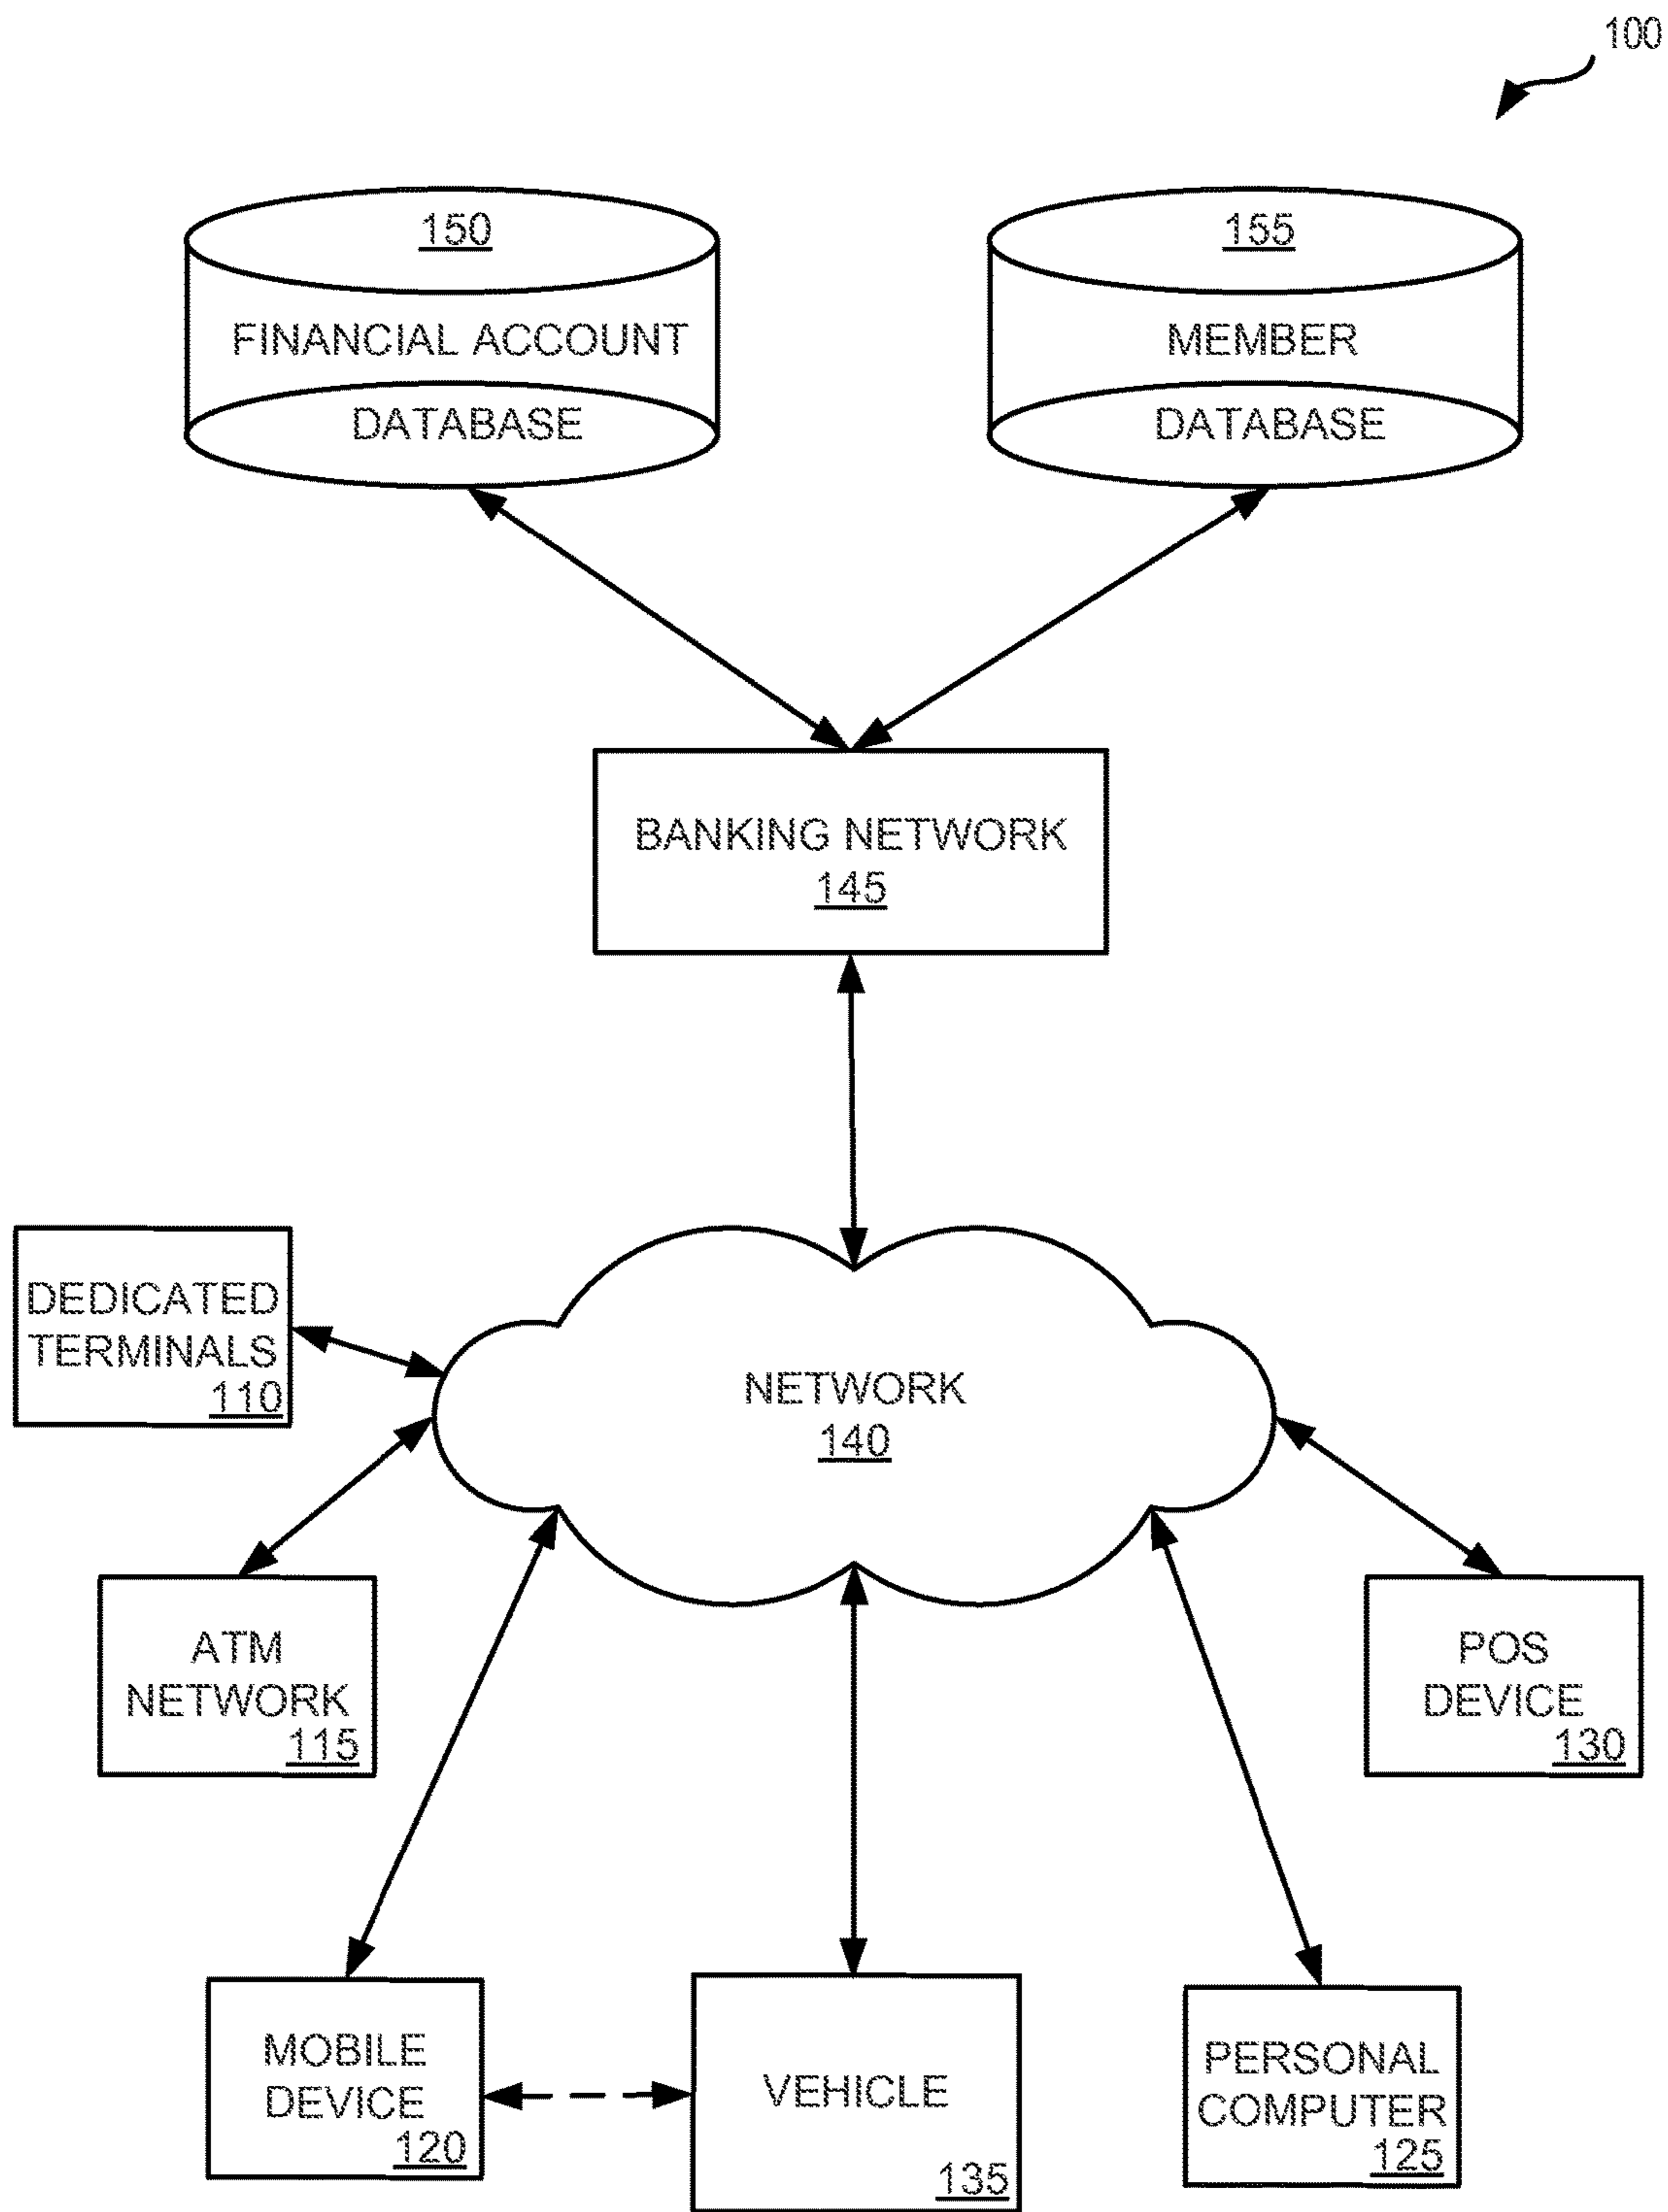 100
150
FINANCIAL ACCOUNT
DATABASE
155
MEMBER
DATABASE
BANKING NETWORK
145
DEDICATED
TERMINALS
110
NETWORK
140
ATM
NETWORK
115
POS
DEVICE
130
MOBILE
DEVICE
120
VEHICLE
135
PERSONAL
COMPUTER
125